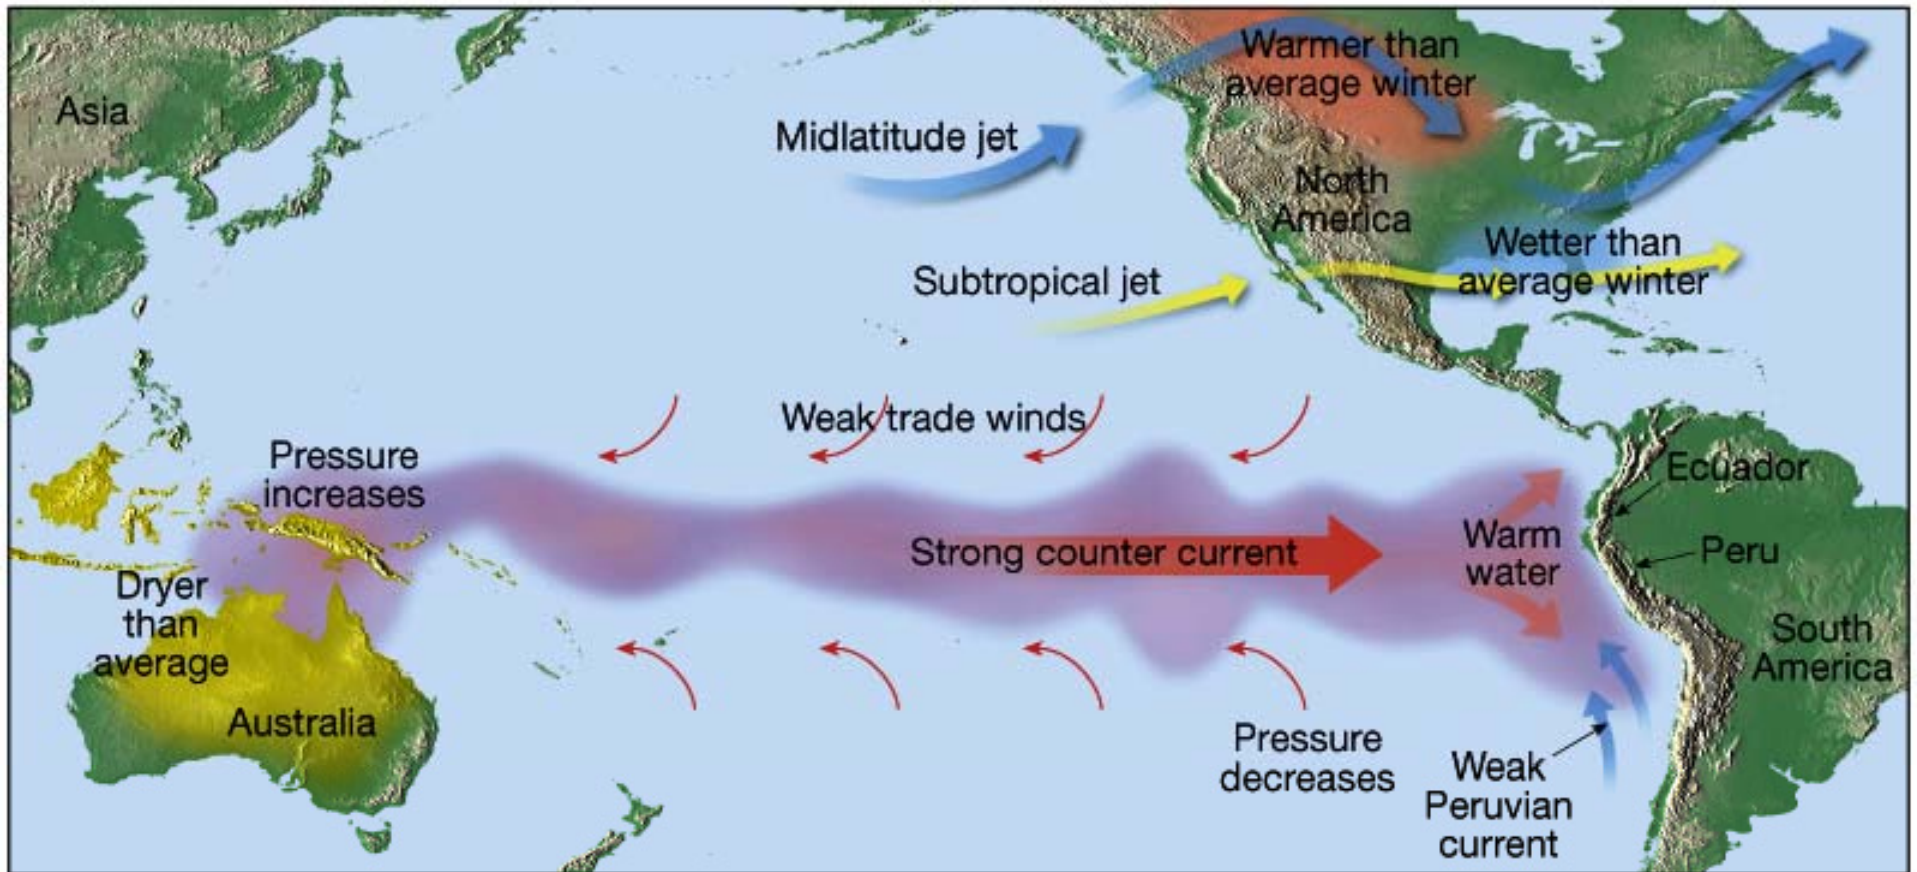 Asia
Midlatitude jet
Warmer than
average winter
North
America
Subtropical jet
Wetter than
average winter
Weak trade winds
Pressure
increases
Ecuador
Strong counter current
Warm
water
Peru
Dryer
than
average
South
America
Australia
Pressure
decreases
Weak
Peruvian
current